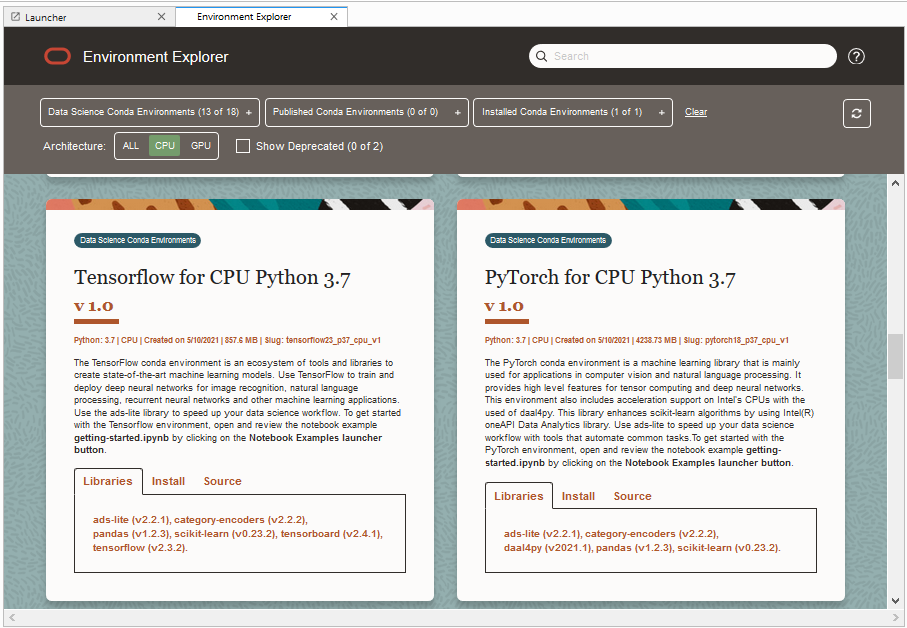 Launcher
Environment Explorer
Environment Explorer
Search
Data Science Conda Environments (13 of 18) +
Published Conda Environments (0 of 0) +
Installed Conda Environments (1 of 1) +
Clear
Architecture:
ALL
CPU
GPU
Show Deprecated (0 of 2)
Data Science Conda Environments
Tensorflow for CPU Python 3.7
v 1.0
Python: 3.7 | CPU | Created on 5/10/2021 | 857.6 MB | Slug: tensorflow23_p37_cpu_v1
The TensorFlow conda environment is an ecosystem of tools and libraries to
create state-of-the-art machine learning models. Use TensorFlow to train and
deploy deep neural networks for image recognition, natural language
processing, recurrent neural networks and other machine learning applications.
Use the ads-lite library to speed up your data science workflow. To get started
with the Tensorflow environment, open and review the notebook example
getting-started.ipynb by clicking on the Notebook Examples launcher
button.
Libraries
Install
Source
ads-lite (v2.2.1), category-encoders (v2.2.2),
pandas (v1.2.3), scikit-learn (v0.23.2), tensorboard (v2.4.1),
tensorflow (v2.3.2).
Data Science Conda Environments
PyTorch for CPU Python 3.7
v 1.0
Python: 3.7 | CPU | Created on 5/10/2021 | 4238.73 MB | Slug: pytorch18_p37_cpu_v1
The PyTorch conda environment is a machine learning library that is mainly
used for applications in computer vision and natural language processing. It
provides high level features for tensor computing and deep neural networks.
This environment also includes acceleration support on Intel's CPUs with the
used of daal4py. This library enhances scikit-learn algorithms by using Intel(R)
oneAPI Data Analytics library. Use ads-lite to speed up your data science
workflow with tools that automate common tasks.To get started with the
PyTorch environment, open and review the notebook example getting-
started.ipynb by clicking on the Notebook Examples launcher button.
Libraries
Install
Source
ads-lite (v2.2.1), category-encoders (v2.2.2),
daal4py (v2021.1), pandas (v1.2.3), scikit-learn (v0.23.2).